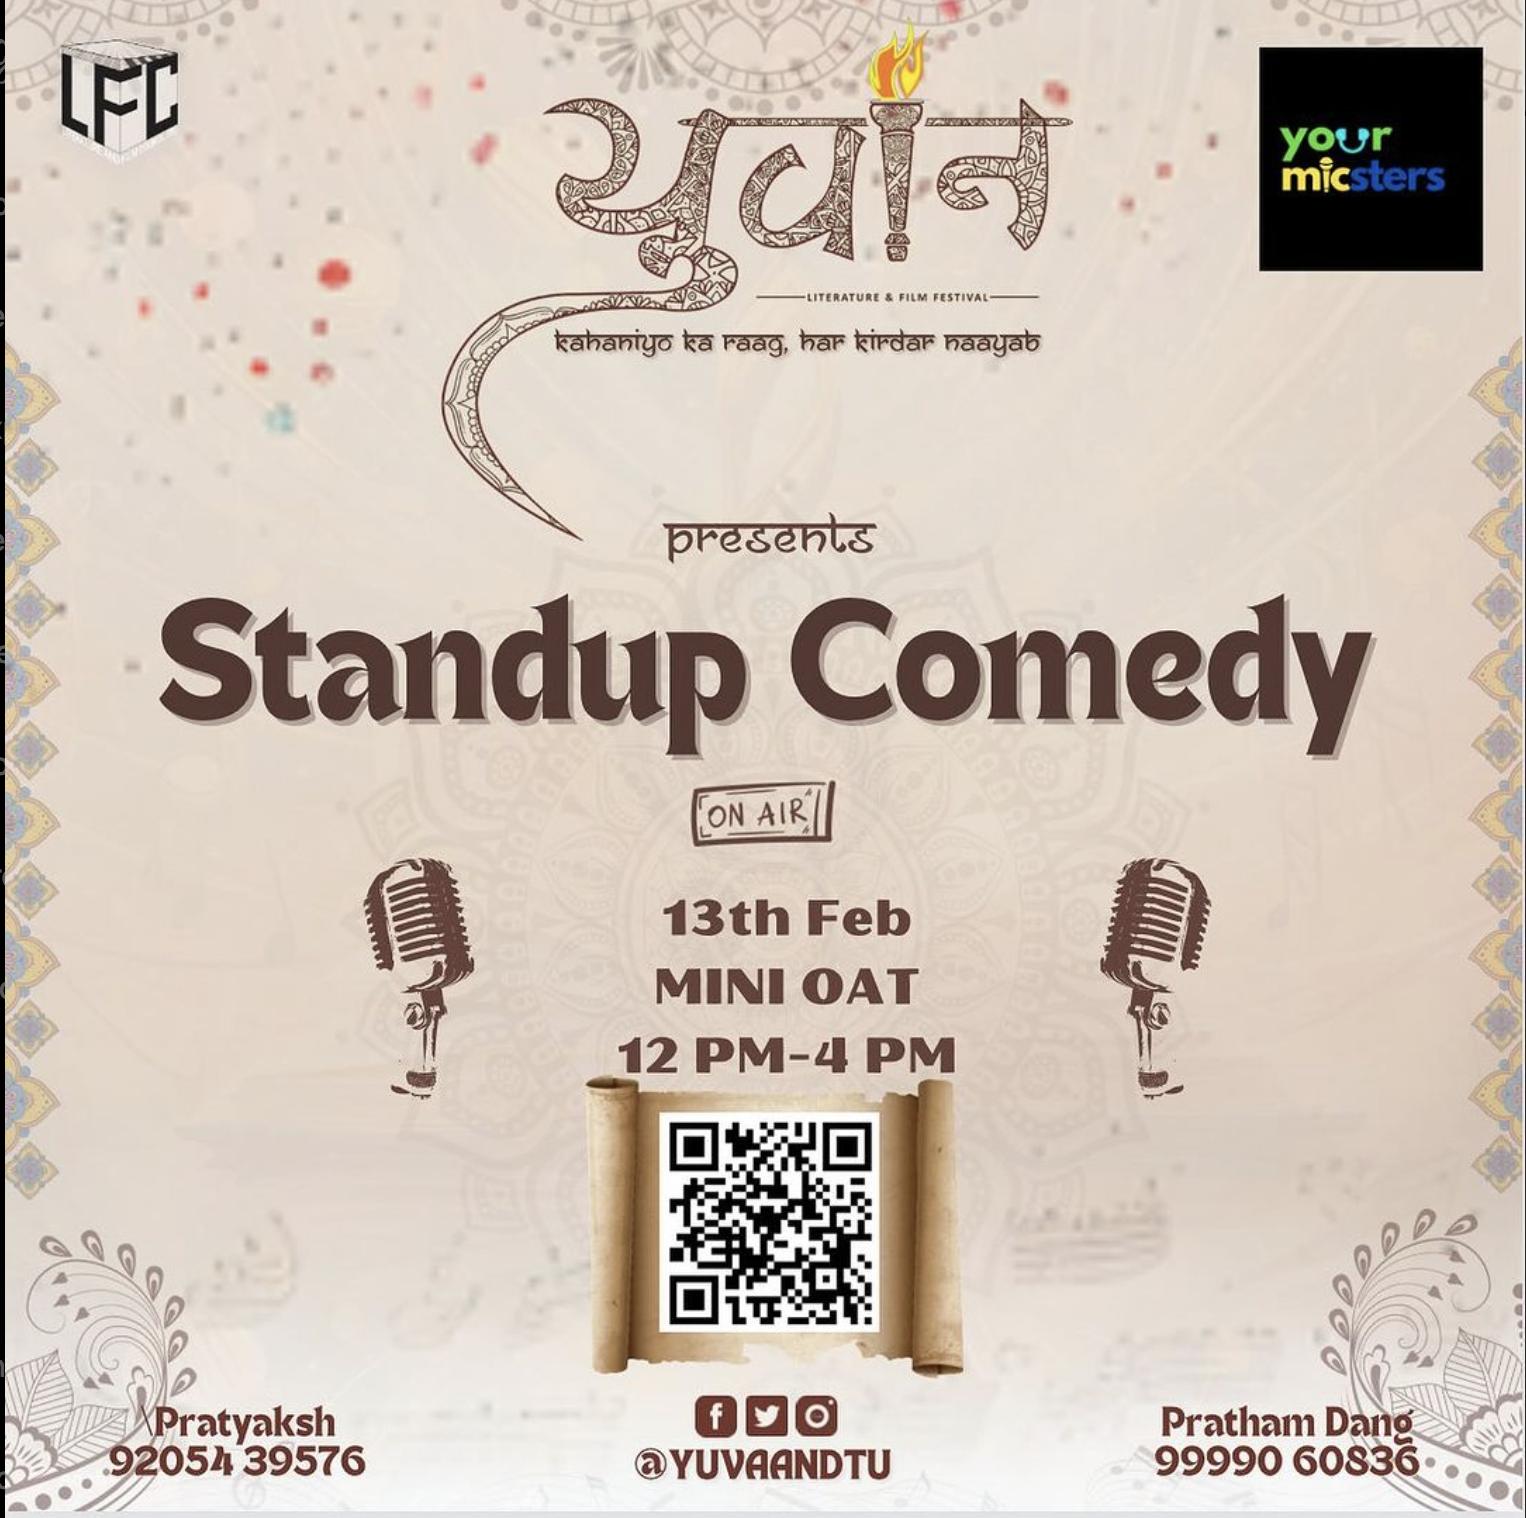 LFC
युवान
your
micsters
LITERATURE & FILM FESTIVAL
kahaniyo ka raag, har kirdar naayab
presents
Standup Comedy
ON AIR
13th Feb
MINI OAT
12 PM-4 PM
\Pratyaksh
92054 39576
@YUVAANDTU
Pratham Dang
99990 60836